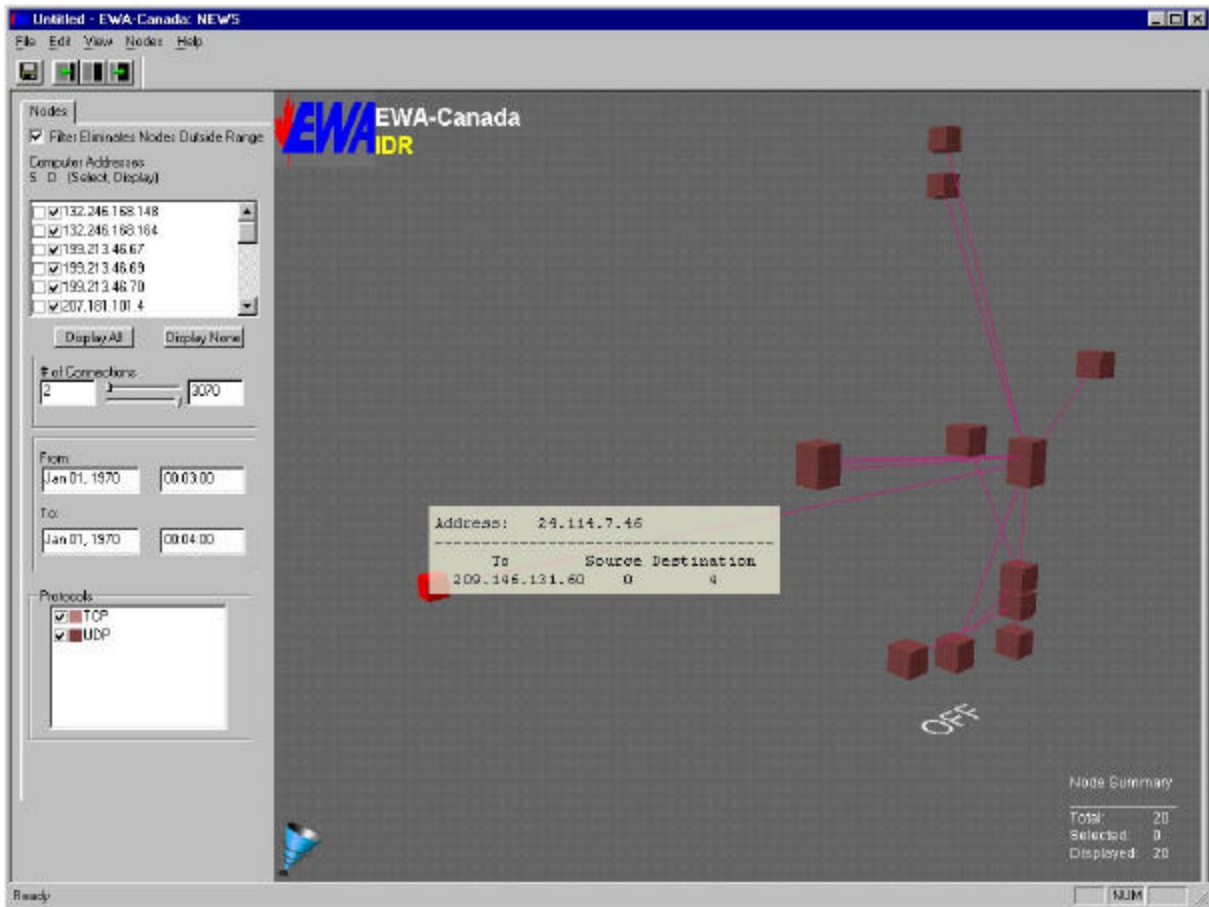 Untitled - EWA-Canada: NEWS
File Edit View Nodes Help
Nodes
Filter Eliminates Nodes Outside Range
Computer Addresses
S D (Select, Display)
132.246.168.148
132.246.168.164
199.213.46.67
199.213.46.69
199.213.46.70
207.181.101.4
Display All Display None
# of Connections
2 3070
From:
Jan 01, 1970 00:03:00
To:
Jan 01, 1970 00:04:00
Protocols
TCP
UDP
EWA EWA-Canada
IDR
Address: 24.114.7.46
To Source Destination
209.146.131.60 0 4
OFF
Node Summary
Total: 20
Selected: 0
Displayed: 20
Ready NUM